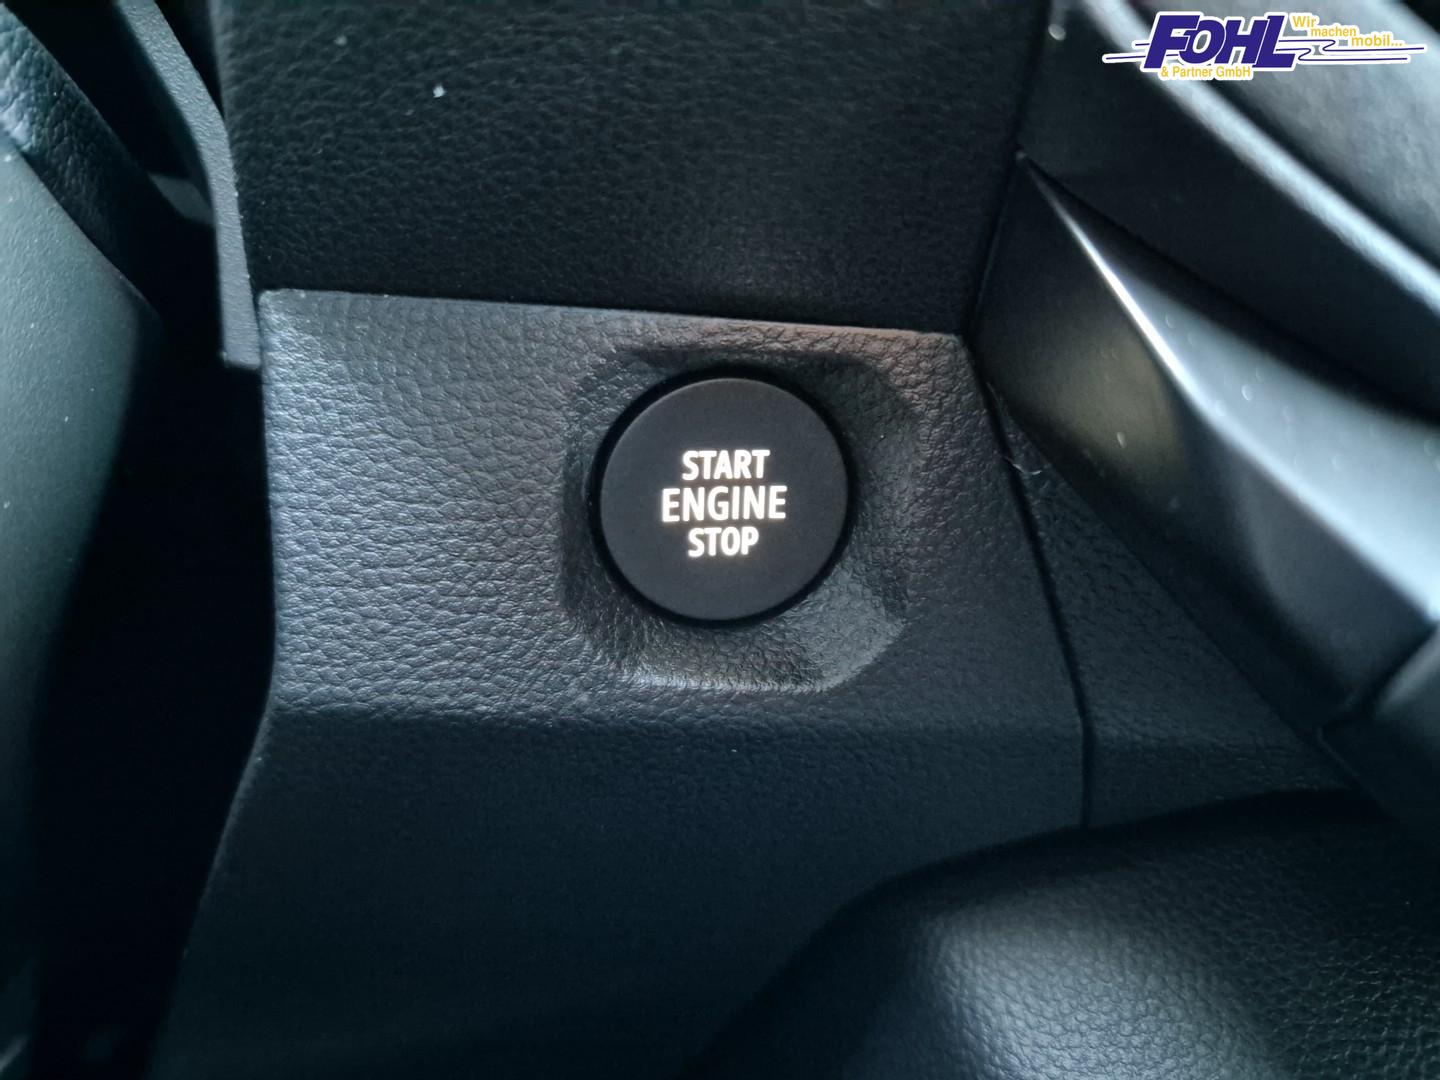 FOHL
Wir
machen
mobil...
& Partner GmbH
START
ENGINE
STOP